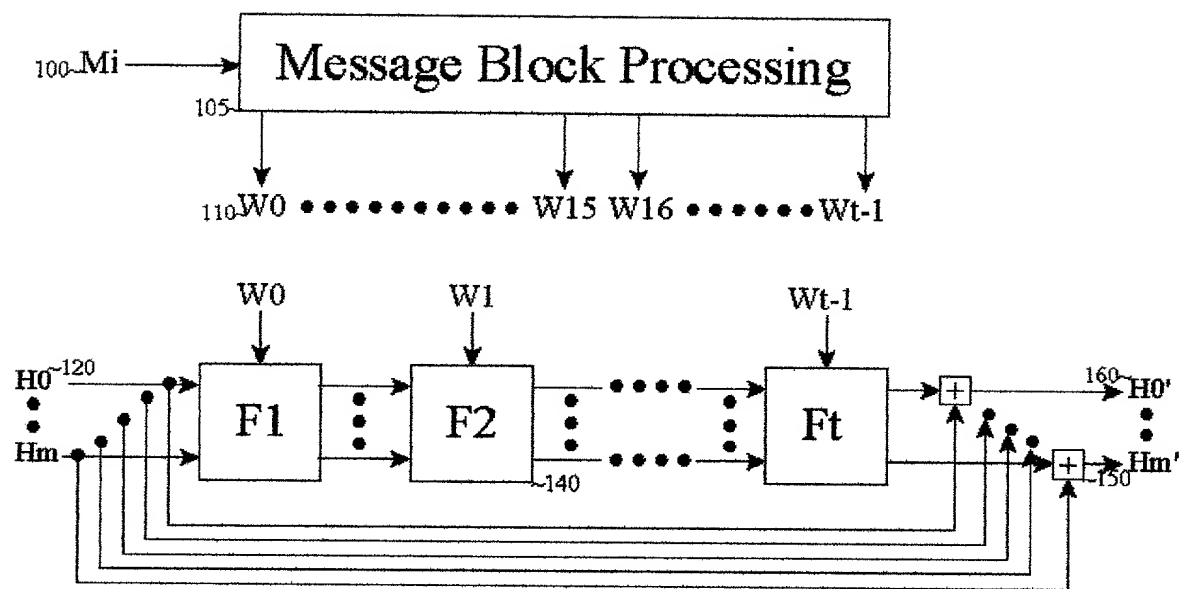 100~Mi Message Block Processing
105~
110~W0 •••••••••• W15 W16 •••••• Wt-1
W0 W1 Wt-1
H0~120 F1 F2 •••• Ft + 160~H0'
Hm •••• + Hm'
~140 ~150